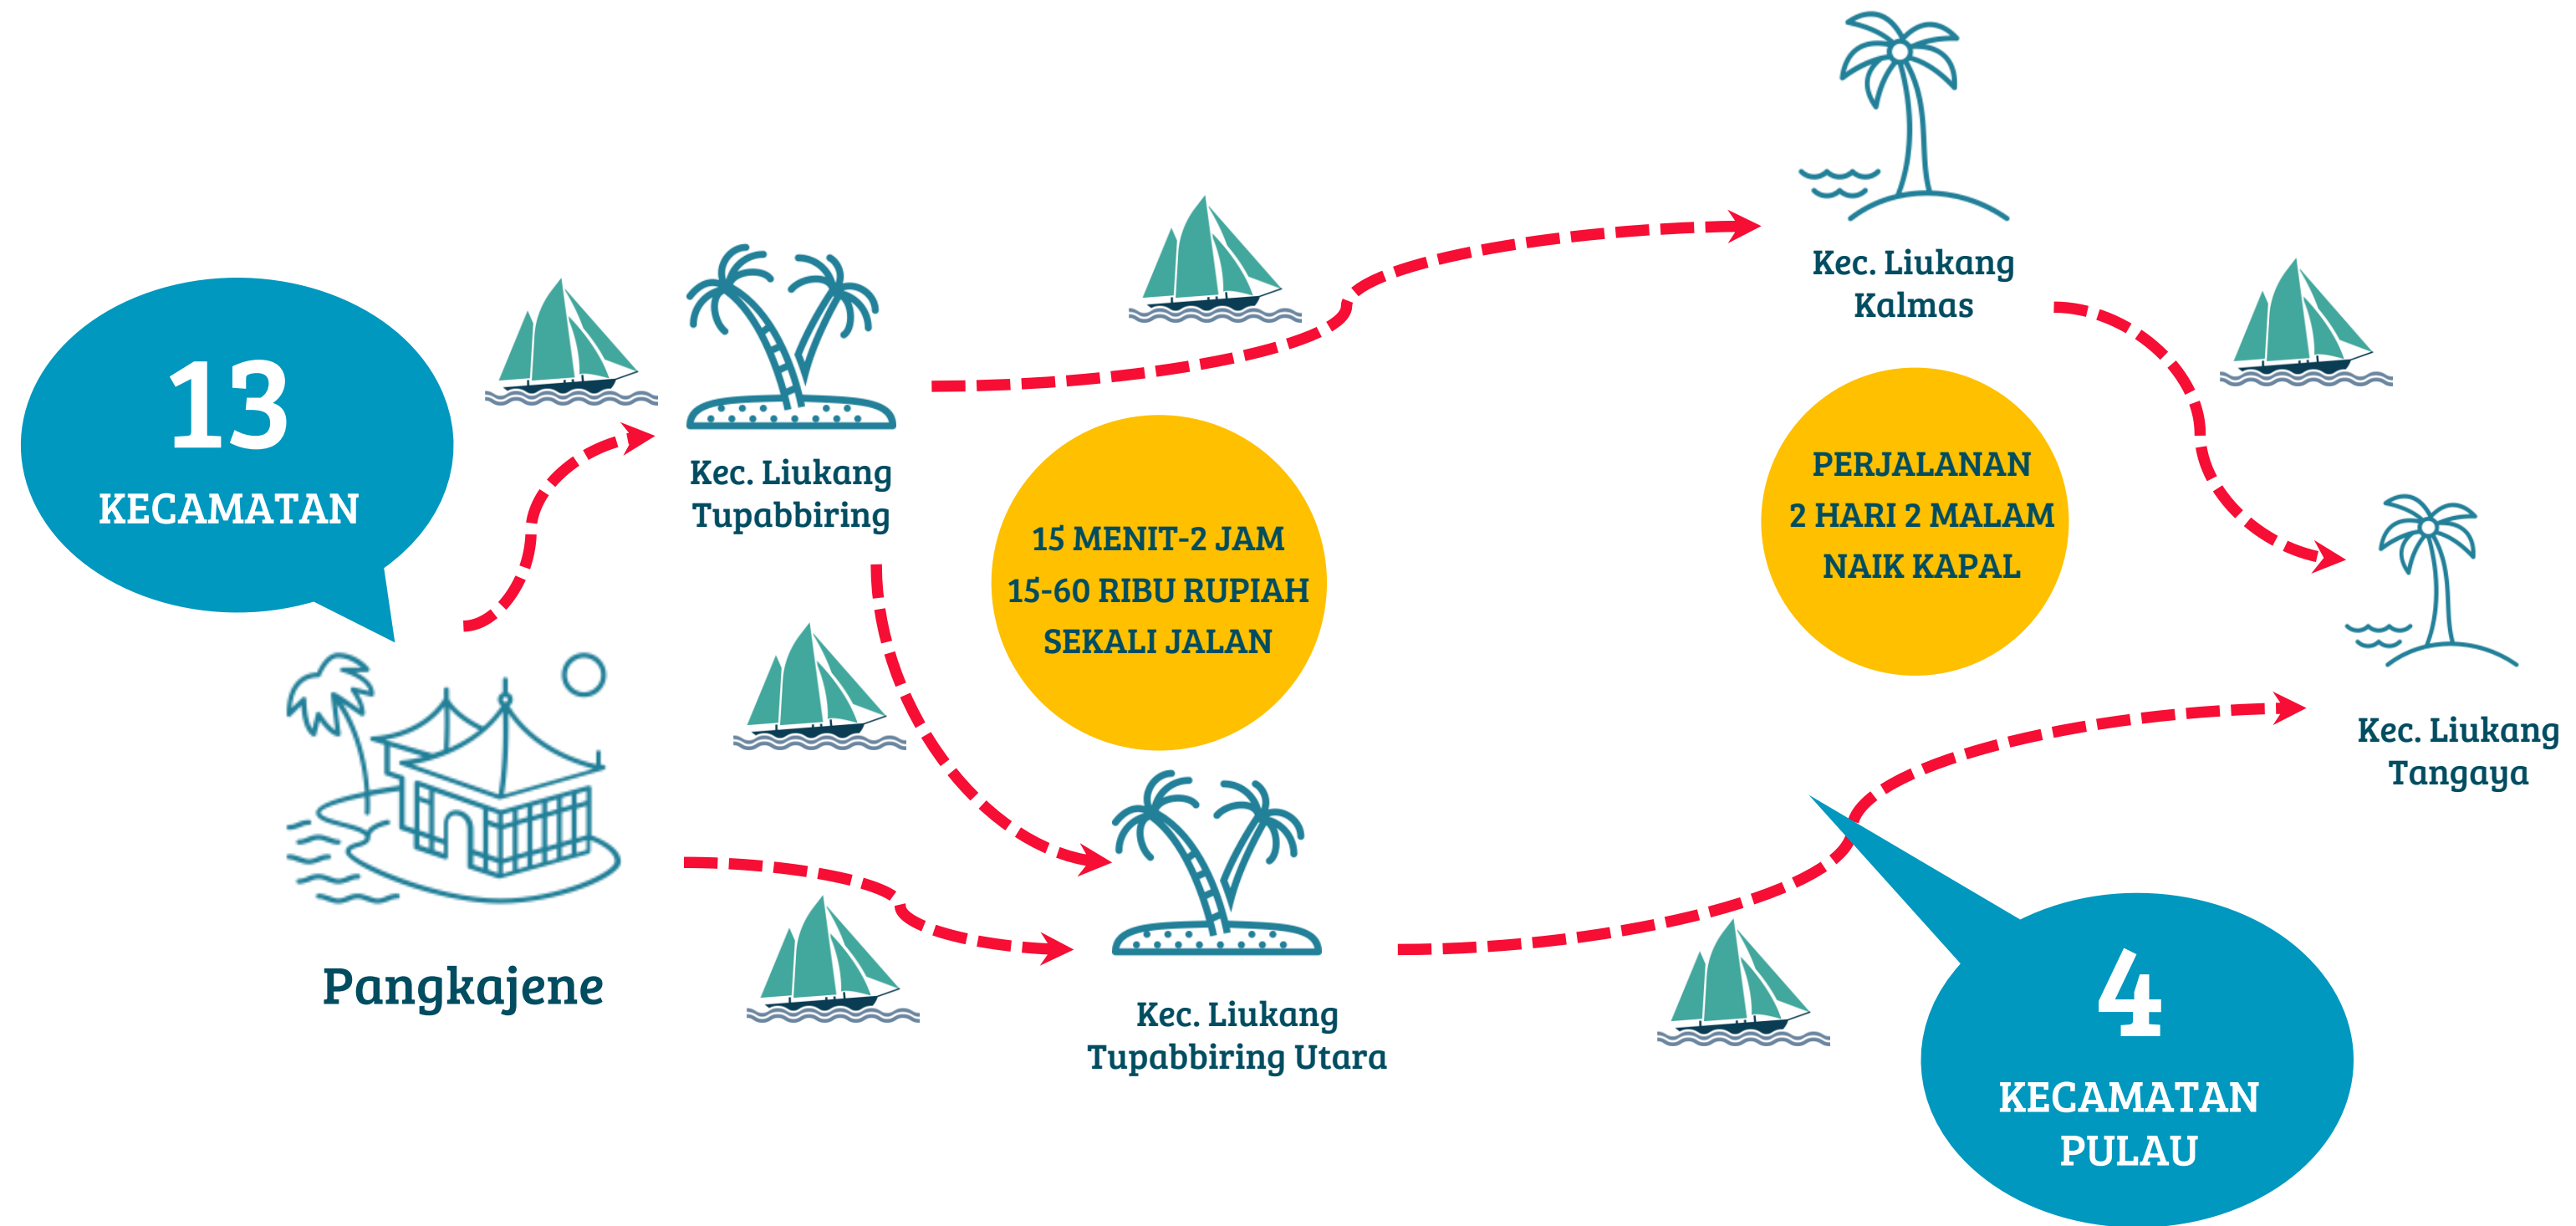 13
KECAMATAN
Pangkajene
Kec. Liukang
Tupabbiring
15 MENIT-2 JAM
15-60 RIBU RUPIAH
SEKALI JALAN
Kec. Liukang
Tupabbiring Utara
Kec. Liukang
Kalmas
PERJALANAN
2 HARI 2 MALAM
NAIK KAPAL
Kec. Liukang
Tangaya
4
KECAMATAN
PULAU